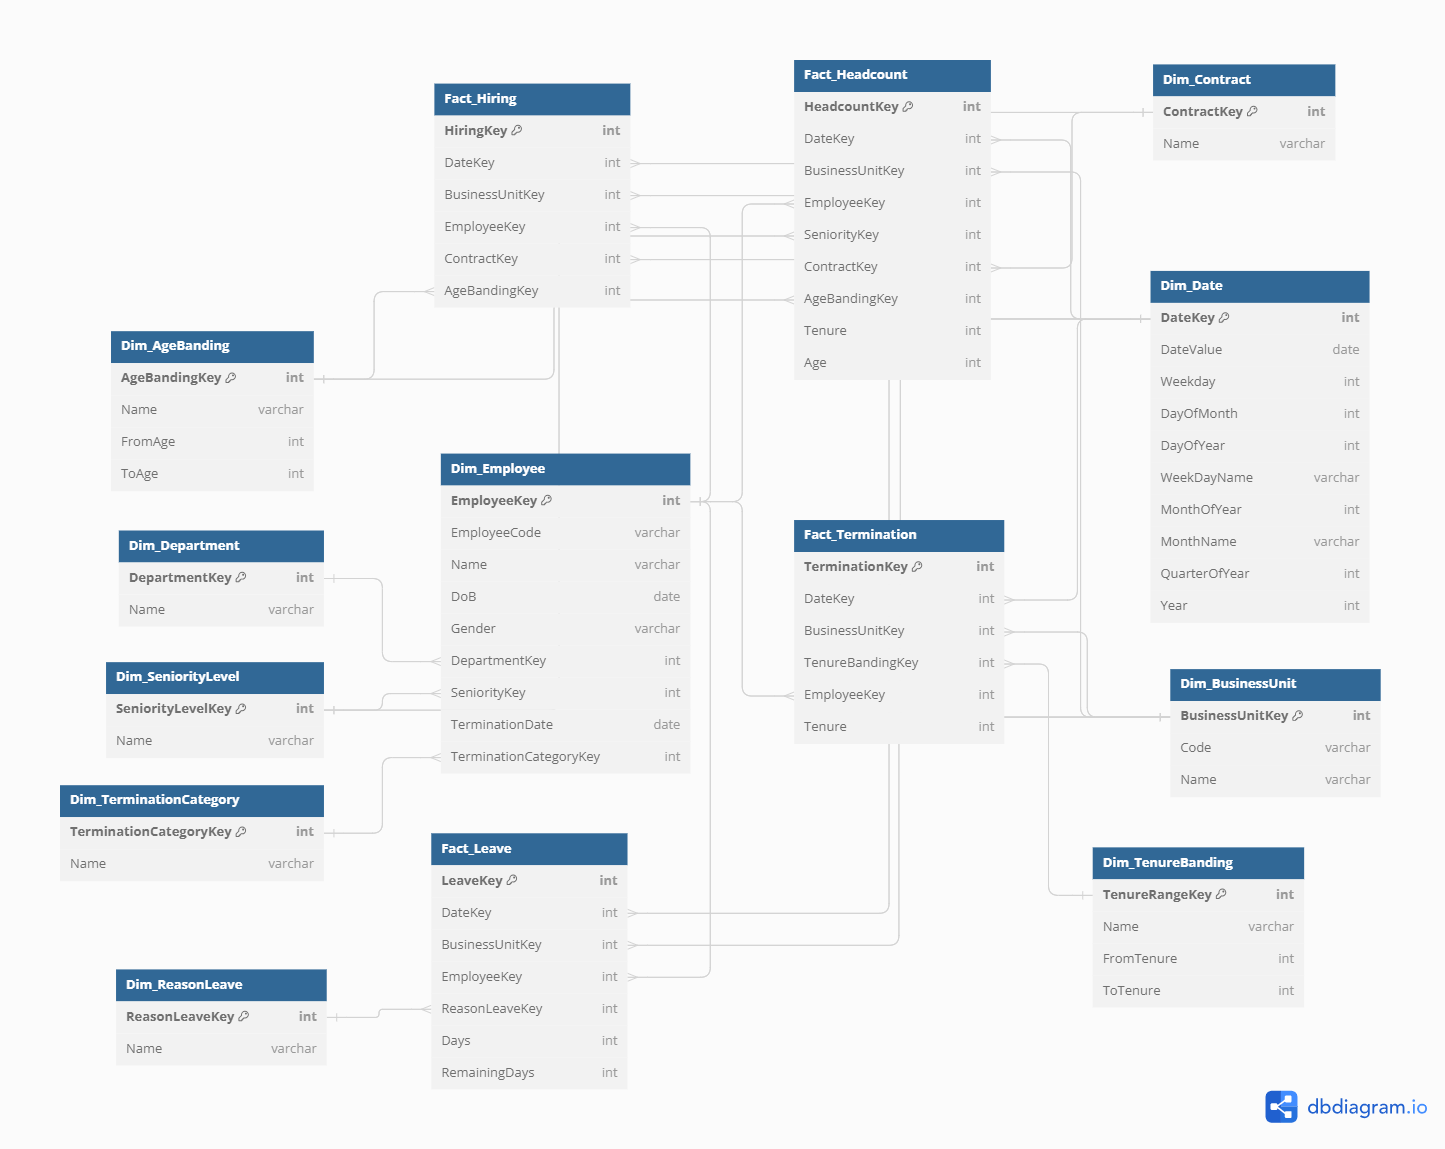 Fact_Hiring
HiringKey int
DateKey int
BusinessUnitKey int
EmployeeKey int
ContractKey int
AgeBandingKey int
Fact_Headcount
HeadcountKey int
DateKey int
BusinessUnitKey int
EmployeeKey int
SeniorityKey int
ContractKey int
AgeBandingKey int
Tenure int
Age int
Dim_Contract
ContractKey int
Name varchar
Dim_Date
DateKey int
DateValue date
Weekday int
DayOfMonth int
DayOfYear int
WeekDayName varchar
MonthOfYear int
MonthName varchar
QuarterOfYear int
Year int
Dim_AgeBanding
AgeBandingKey int
Name varchar
FromAge int
ToAge int
Dim_Employee
EmployeeKey int
EmployeeCode varchar
Name varchar
DoB date
Gender varchar
DepartmentKey int
SeniorityKey int
TerminationDate date
TerminationCategoryKey int
Fact_Termination
TerminationKey int
DateKey int
BusinessUnitKey int
TenureBandingKey int
EmployeeKey int
Tenure int
Dim_Department
DepartmentKey int
Name varchar
Dim_SeniorityLevel
SeniorityLevelKey int
Name varchar
Dim_BusinessUnit
BusinessUnitKey int
Code varchar
Name varchar
Dim_TerminationCategory
TerminationCategoryKey int
Name varchar
Fact_Leave
LeaveKey int
DateKey int
BusinessUnitKey int
EmployeeKey int
ReasonLeaveKey int
Days int
RemainingDays int
Dim_TenureBanding
TenureRangeKey int
Name varchar
FromTenure int
ToTenure int
Dim_ReasonLeave
ReasonLeaveKey int
Name varchar
dbdiagram.io